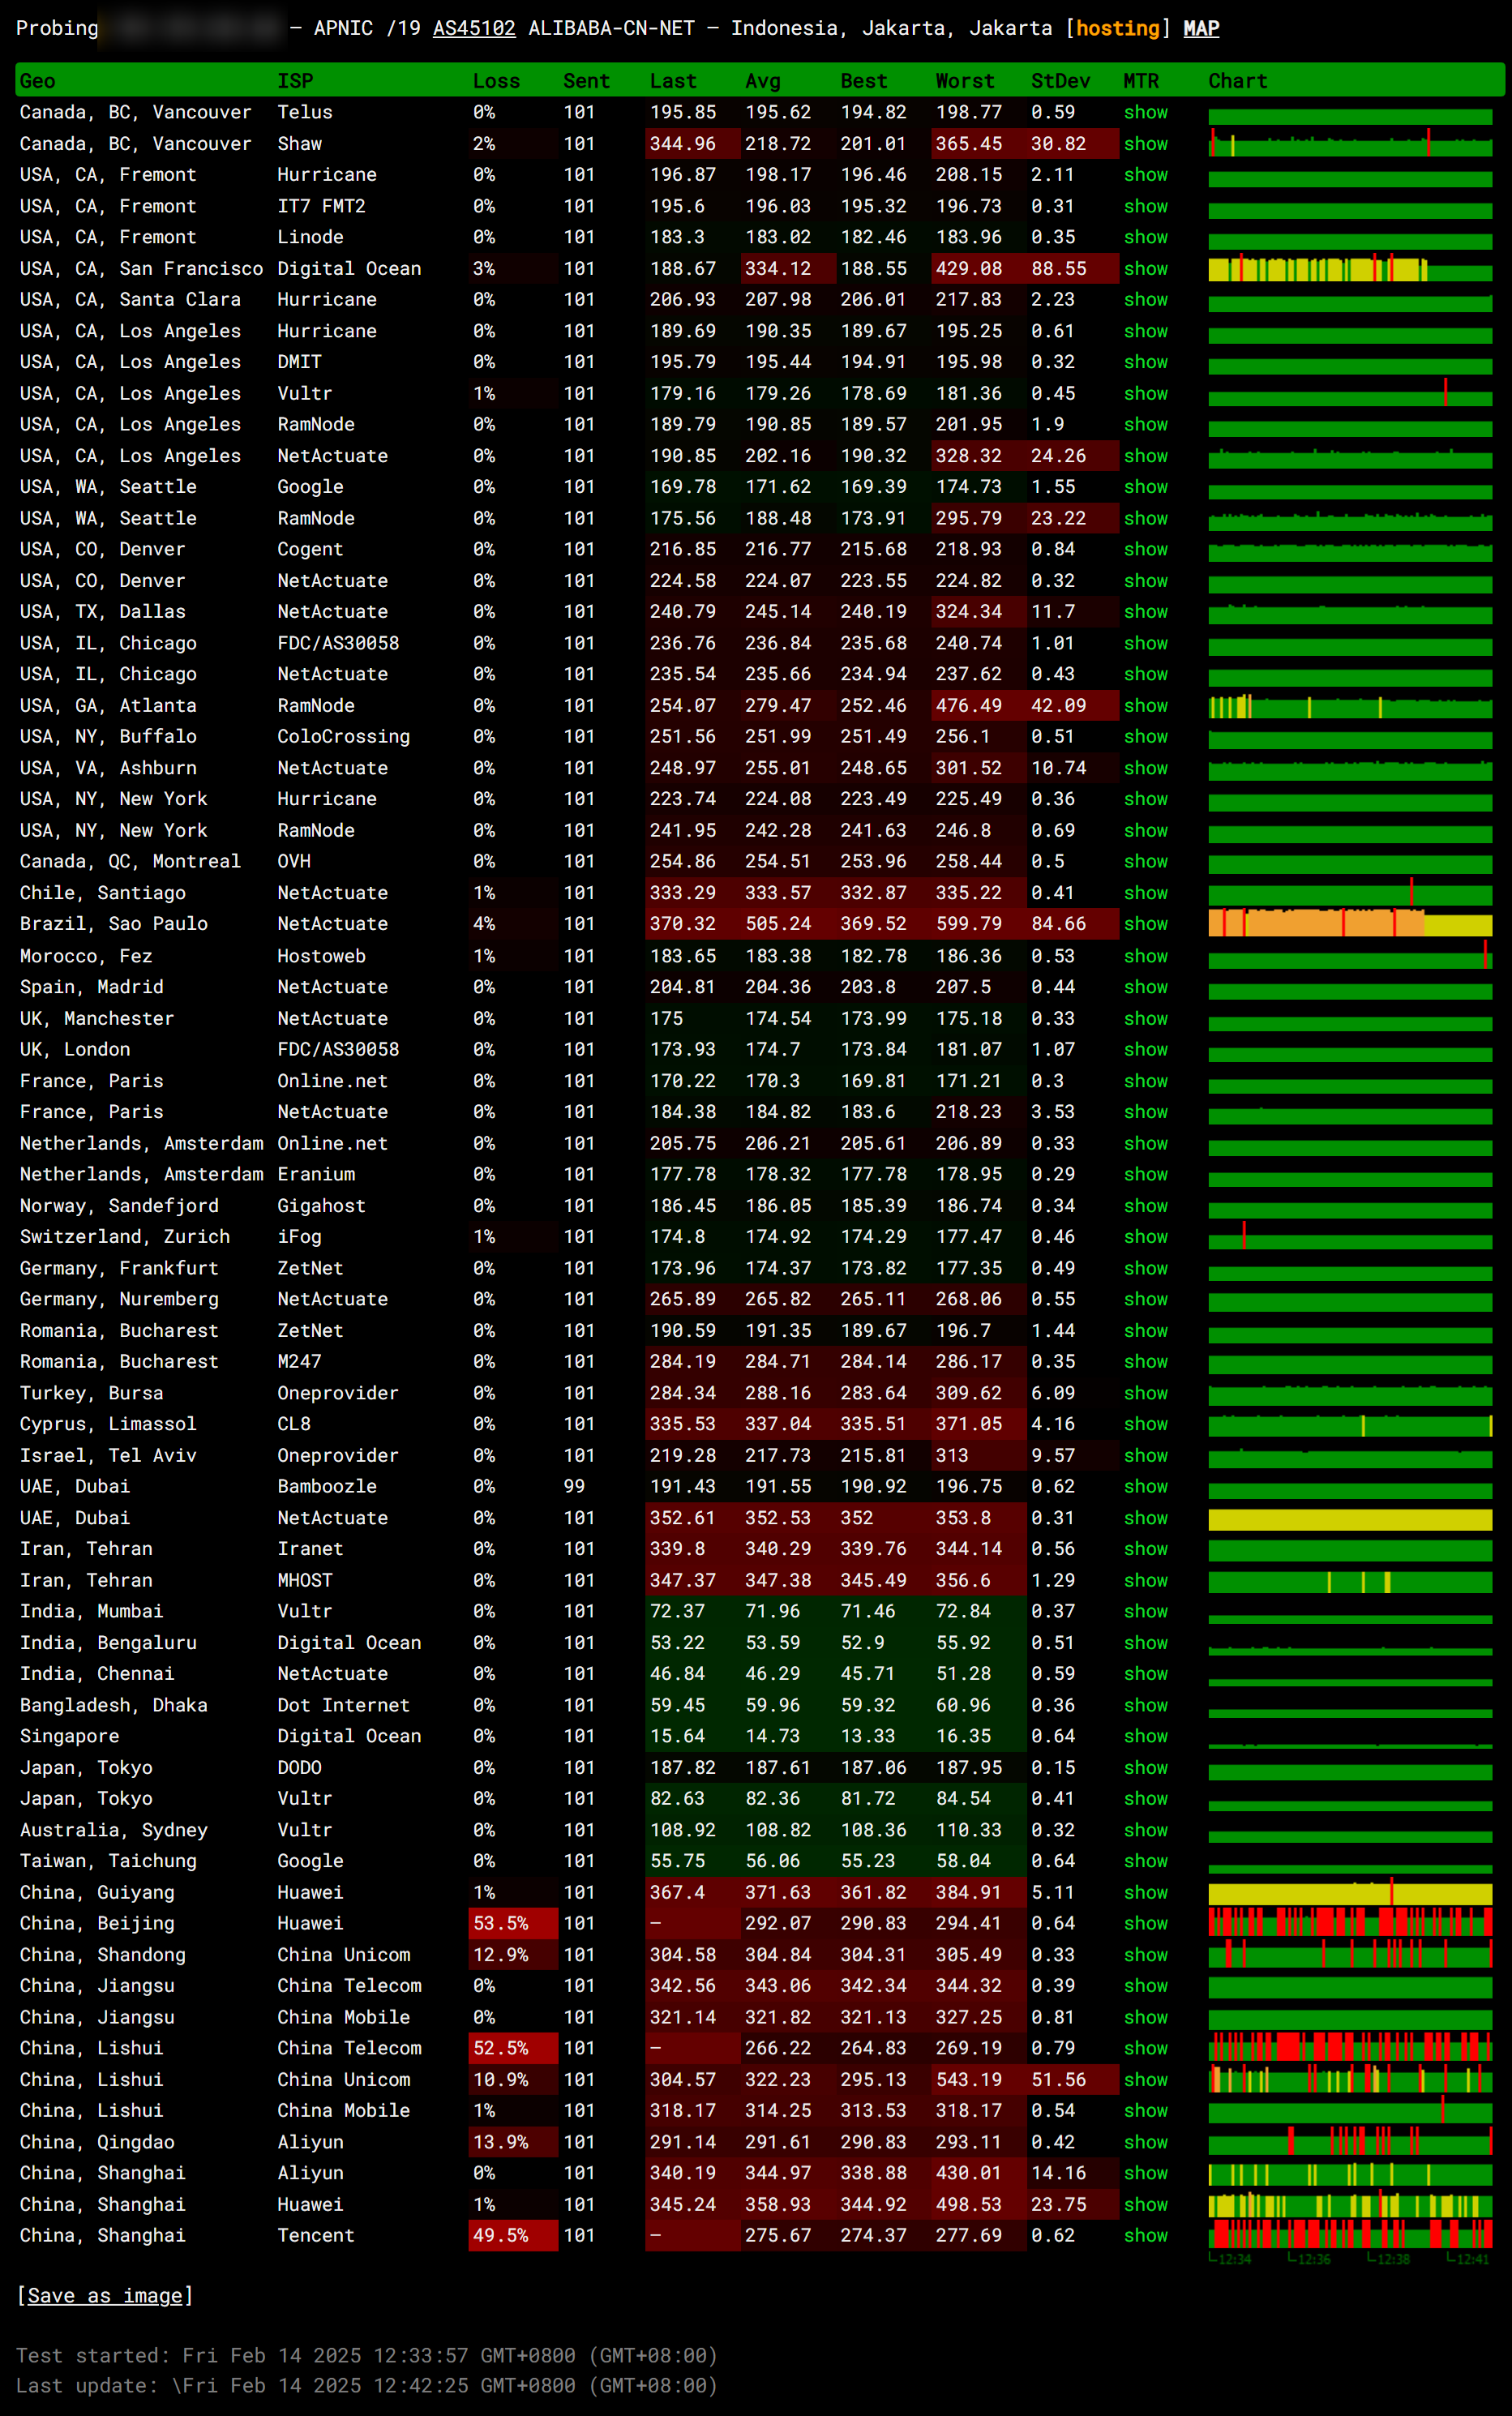 Probing — APNIC /19 AS45102 ALIBABA-CN-NET — Indonesia, Jakarta, Jakarta [hosting] MAP
Geo ISP Loss Sent Last Avg Best Worst StDev MTR Chart
Canada, BC, Vancouver Telus 0% 101 195.85 195.62 194.82 198.77 0.59 show
Canada, BC, Vancouver Shaw 2% 101 344.96 218.72 201.01 365.45 30.82 show
USA, CA, Fremont Hurricane 0% 101 196.87 198.17 196.46 208.15 2.11 show
USA, CA, Fremont IT7 FMT2 0% 101 195.6 196.03 195.32 196.73 0.31 show
USA, CA, Fremont Linode 0% 101 183.3 183.02 182.46 183.96 0.35 show
USA, CA, San Francisco Digital Ocean 3% 101 188.67 334.12 188.55 429.08 88.55 show
USA, CA, Santa Clara Hurricane 0% 101 206.93 207.98 206.01 217.83 2.23 show
USA, CA, Los Angeles Hurricane 0% 101 189.69 190.35 189.67 195.25 0.61 show
USA, CA, Los Angeles DMIT 0% 101 195.79 195.44 194.91 195.98 0.32 show
USA, CA, Los Angeles Vultr 1% 101 179.16 179.26 178.69 181.36 0.45 show
USA, CA, Los Angeles RamNode 0% 101 189.79 190.85 189.57 201.95 1.9 show
USA, CA, Los Angeles NetActuate 0% 101 190.85 202.16 190.32 328.32 24.26 show
USA, WA, Seattle Google 0% 101 169.78 171.62 169.39 174.73 1.55 show
USA, WA, Seattle RamNode 0% 101 175.56 188.48 173.91 295.79 23.22 show
USA, CO, Denver Cogent 0% 101 216.85 216.77 215.68 218.93 0.84 show
USA, CO, Denver NetActuate 0% 101 224.58 224.07 223.55 224.82 0.32 show
USA, TX, Dallas NetActuate 0% 101 240.79 245.14 240.19 324.34 11.7 show
USA, IL, Chicago FDC/AS30058 0% 101 236.76 236.84 235.68 240.74 1.01 show
USA, IL, Chicago NetActuate 0% 101 235.54 235.66 234.94 237.62 0.43 show
USA, GA, Atlanta RamNode 0% 101 254.07 279.47 252.46 476.49 42.09 show
USA, NY, Buffalo ColoCrossing 0% 101 251.56 251.99 251.49 256.1 0.51 show
USA, VA, Ashburn NetActuate 0% 101 248.97 255.01 248.65 301.52 10.74 show
USA, NY, New York Hurricane 0% 101 223.74 224.08 223.49 225.49 0.36 show
USA, NY, New York RamNode 0% 101 241.95 242.28 241.63 246.8 0.69 show
Canada, QC, Montreal OVH 0% 101 254.86 254.51 253.96 258.44 0.5 show
Chile, Santiago NetActuate 1% 101 333.29 333.57 332.87 335.22 0.41 show
Brazil, Sao Paulo NetActuate 4% 101 370.32 505.24 369.52 599.79 84.66 show
Morocco, Fez Hostoweb 1% 101 183.65 183.38 182.78 186.36 0.53 show
Spain, Madrid NetActuate 0% 101 204.81 204.36 203.8 207.5 0.44 show
UK, Manchester NetActuate 0% 101 175 174.54 173.99 175.18 0.33 show
UK, London FDC/AS30058 0% 101 173.93 174.7 173.84 181.07 1.07 show
France, Paris Online.net 0% 101 170.22 170.3 169.81 171.21 0.3 show
France, Paris NetActuate 0% 101 184.38 184.82 183.6 218.23 3.53 show
Netherlands, Amsterdam Online.net 0% 101 205.75 206.21 205.61 206.89 0.33 show
Netherlands, Amsterdam Eranium 0% 101 177.78 178.32 177.78 178.95 0.29 show
Norway, Sandefjord Gigahost 0% 101 186.45 186.05 185.39 186.74 0.34 show
Switzerland, Zurich iFog 1% 101 174.8 174.92 174.29 177.47 0.46 show
Germany, Frankfurt ZetNet 0% 101 173.96 174.37 173.82 177.35 0.49 show
Germany, Nuremberg NetActuate 0% 101 265.89 265.82 265.11 268.06 0.55 show
Romania, Bucharest ZetNet 0% 101 190.59 191.35 189.67 196.7 1.44 show
Romania, Bucharest M247 0% 101 284.19 284.71 284.14 286.17 0.35 show
Turkey, Bursa Oneprovider 0% 101 284.34 288.16 283.64 309.62 6.09 show
Cyprus, Limassol CL8 0% 101 335.53 337.04 335.51 371.05 4.16 show
Israel, Tel Aviv Oneprovider 0% 101 219.28 217.73 215.81 313 9.57 show
UAE, Dubai Bamboozle 0% 99 191.43 191.55 190.92 196.75 0.62 show
UAE, Dubai NetActuate 0% 101 352.61 352.53 352 353.8 0.31 show
Iran, Tehran Iranet 0% 101 339.8 340.29 339.76 344.14 0.56 show
Iran, Tehran MHOST 0% 101 347.37 347.38 345.49 356.6 1.29 show
India, Mumbai Vultr 0% 101 72.37 71.96 71.46 72.84 0.37 show
India, Bengaluru Digital Ocean 0% 101 53.22 53.59 52.9 55.92 0.51 show
India, Chennai NetActuate 0% 101 46.84 46.29 45.71 51.28 0.59 show
Bangladesh, Dhaka Dot Internet 0% 101 59.45 59.96 59.32 60.96 0.36 show
Singapore Digital Ocean 0% 101 15.64 14.73 13.33 16.35 0.64 show
Japan, Tokyo DODO 0% 101 187.82 187.61 187.06 187.95 0.15 show
Japan, Tokyo Vultr 0% 101 82.63 82.36 81.72 84.54 0.41 show
Australia, Sydney Vultr 0% 101 108.92 108.82 108.36 110.33 0.32 show
Taiwan, Taichung Google 0% 101 55.75 56.06 55.23 58.04 0.64 show
China, Guiyang Huawei 1% 101 367.4 371.63 361.82 384.91 5.11 show
China, Beijing Huawei 53.5% 101 — 292.07 290.83 294.41 0.64 show
China, Shandong China Unicom 12.9% 101 304.58 304.84 304.31 305.49 0.33 show
China, Jiangsu China Telecom 0% 101 342.56 343.06 342.34 344.32 0.39 show
China, Jiangsu China Mobile 0% 101 321.14 321.82 321.13 327.25 0.81 show
China, Lishui China Telecom 52.5% 101 — 266.22 264.83 269.19 0.79 show
China, Lishui China Unicom 10.9% 101 304.57 322.23 295.13 543.19 51.56 show
China, Lishui China Mobile 1% 101 318.17 314.25 313.53 318.17 0.54 show
China, Qingdao Aliyun 13.9% 101 291.14 291.61 290.83 293.11 0.42 show
China, Shanghai Aliyun 0% 101 340.19 344.97 338.88 430.01 14.16 show
China, Shanghai Huawei 1% 101 345.24 358.93 344.92 498.53 23.75 show
China, Shanghai Tencent 49.5% 101 — 275.67 274.37 277.69 0.62 show
12:34 12:36 12:38 12:41
[Save as image]
Test started: Fri Feb 14 2025 12:33:57 GMT+0800 (GMT+08:00)
Last update: \Fri Feb 14 2025 12:42:25 GMT+0800 (GMT+08:00)